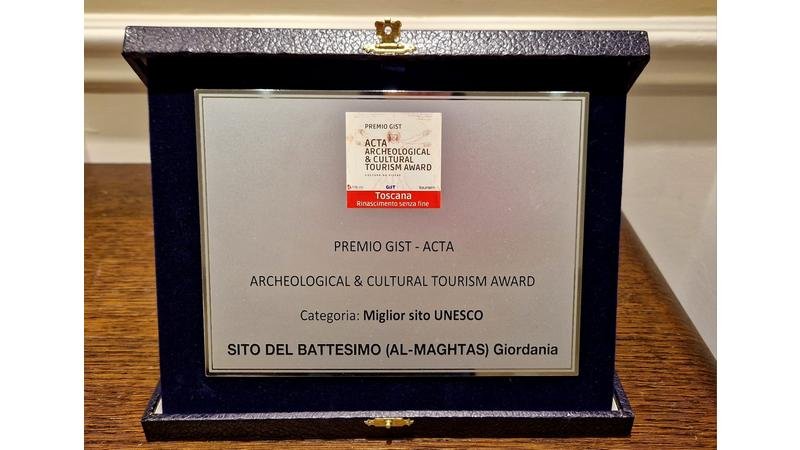 PREMIO GIST
ACTA
ARCHEOLOGICAL
& CULTURAL
TOURISM AWARD
GIST
tourismA
Toscana
Rinascimento senza fine
PREMIO GIST - ACTA
ARCHEOLOGICAL & CULTURAL TOURISM AWARD
Categoria: Miglior sito UNESCO
SITO DEL BATTESIMO (AL-MAGHTAS) Giordania